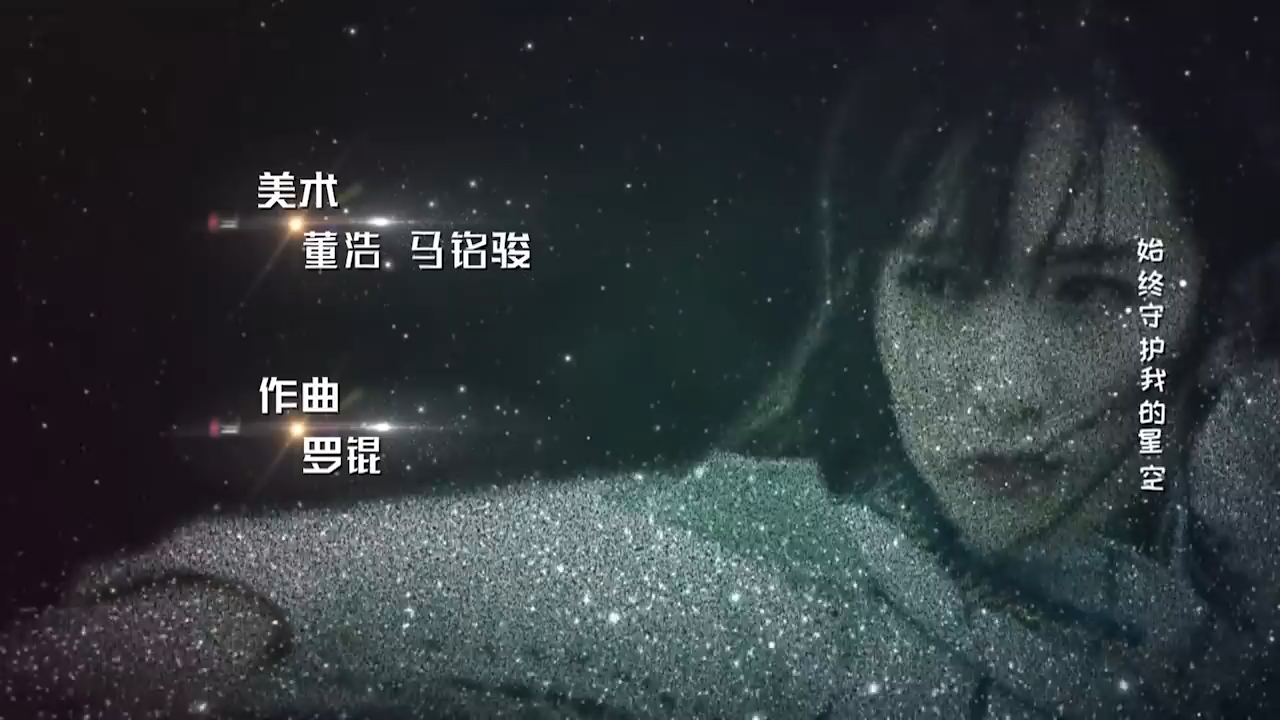 美术
董浩 马铭骏
作曲
罗锟
始终守护我的星空